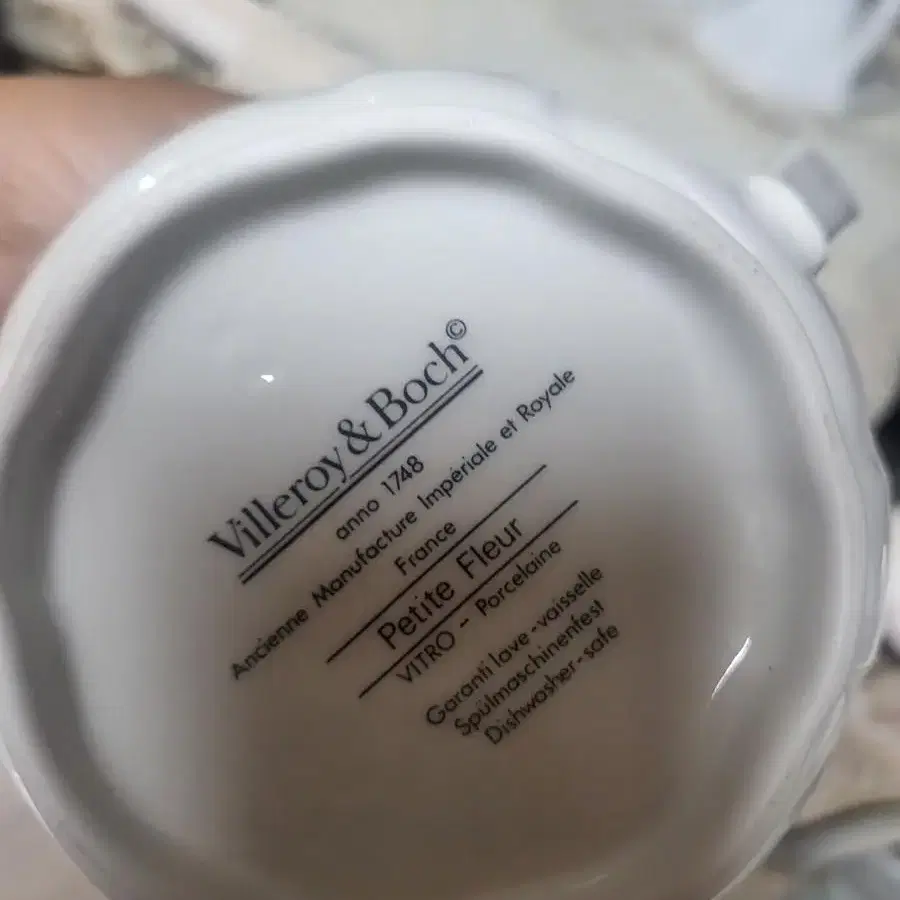 Villeroy & Boch©
anno 1748
Ancienne Manufacture Impériale et Royale
France
Petite Fleur
VITRO - Porcelaine
Garanti lave-vaisselle
Spülmaschinenfest
Dishwasher-safe